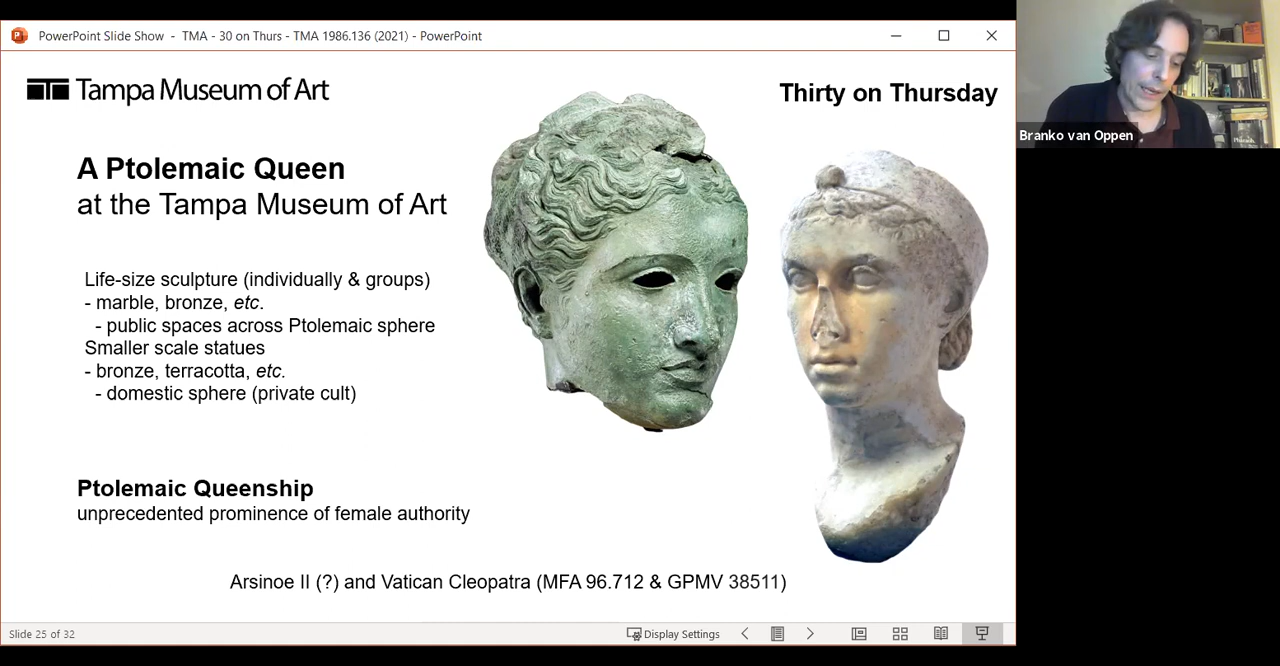 PowerPoint Slide Show - TMA - 30 on Thurs - TMA 1986.136 (2021) - PowerPoint
Tampa Museum of Art
Thirty on Thursday
Branko van Oppen
A Ptolemaic Queen
at the Tampa Museum of Art
Life-size sculpture (individually & groups)
- marble, bronze, etc.
- public spaces across Ptolemaic sphere
Smaller scale statues
- bronze, terracotta, etc.
- domestic sphere (private cult)
Ptolemaic Queenship
unprecedented prominence of female authority
Arsinoe II (?) and Vatican Cleopatra (MFA 96.712 & GPMV 38511)
Slide 25 of 32
Display Settings